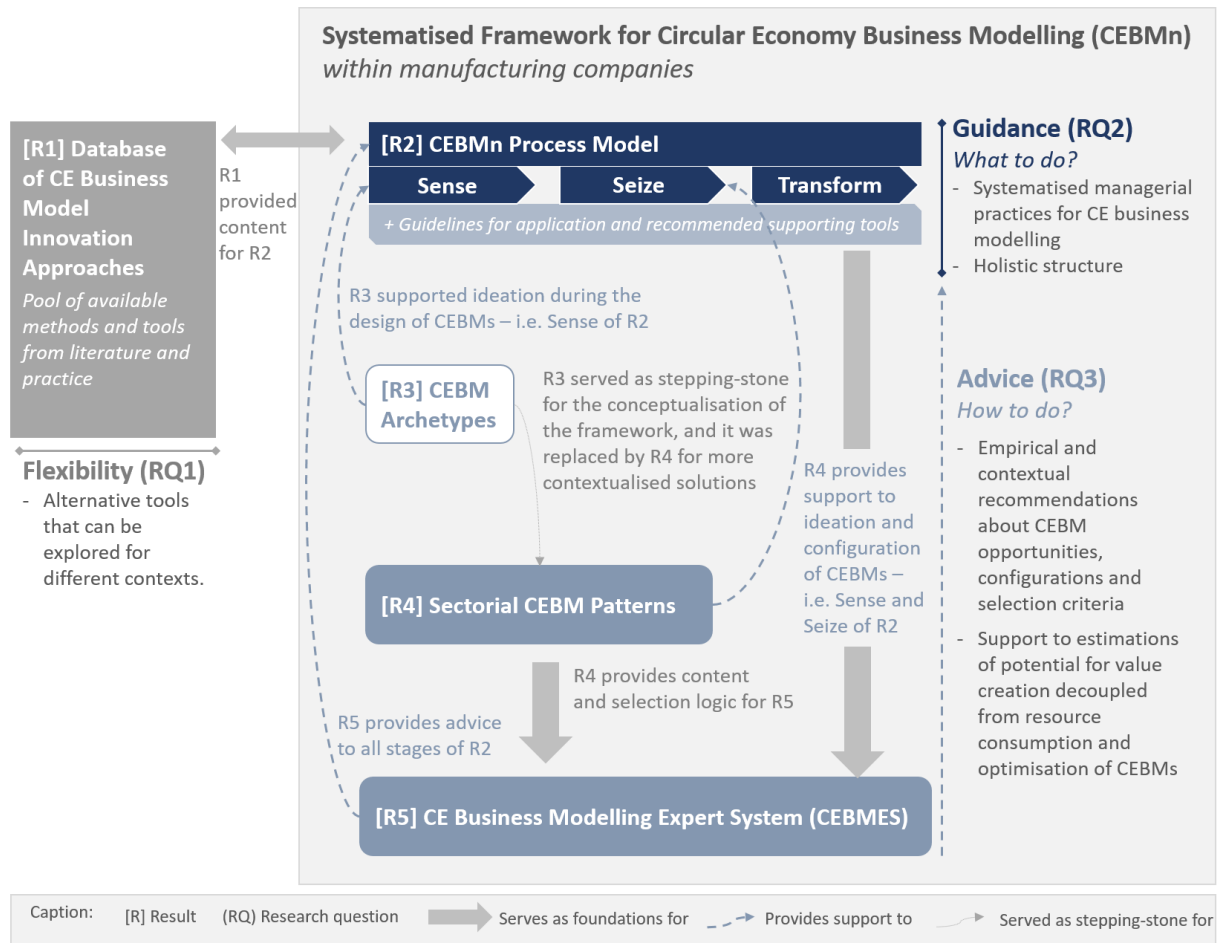 Systematised Framework for Circular Economy Business Modelling (CEBMn)
within manufacturing companies
[R1] Database
of CE Business
Model
Innovation
Approaches
Pool of available
methods and tools
from literature and
practice
R1
provided
content
for R2
Flexibility (RQ1)
- Alternative tools
that can be
explored for
different contexts.
[R2] CEBMn Process Model
Sense
Seize
Transform
+ Guidelines for application and recommended supporting tools
R3 supported ideation during the
design of CEBMs – i.e. Sense of R2
[R3] CEBM
Archetypes
R3 served as stepping-stone
for the conceptualisation of
the framework, and it was
replaced by R4 for more
contextualised solutions
R4 provides
support to
ideation and
configuration
of CEBMs –
i.e. Sense and
Seize of R2
[R4] Sectorial CEBM Patterns
R4 provides content
and selection logic for R5
R5 provides advice
to all stages of R2
[R5] CE Business Modelling Expert System (CEBMES)
Guidance (RQ2)
What to do?
- Systematised managerial
practices for CE business
modelling
- Holistic structure
Advice (RQ3)
How to do?
- Empirical and
contextual
recommendations
about CEBM
opportunities,
configurations and
selection criteria
- Support to estimations
of potential for value
creation decoupled
from resource
consumption and
optimisation of CEBMs
Caption:
[R] Result
(RQ) Research question
Serves as foundations for
Provides support to
Served as stepping-stone for